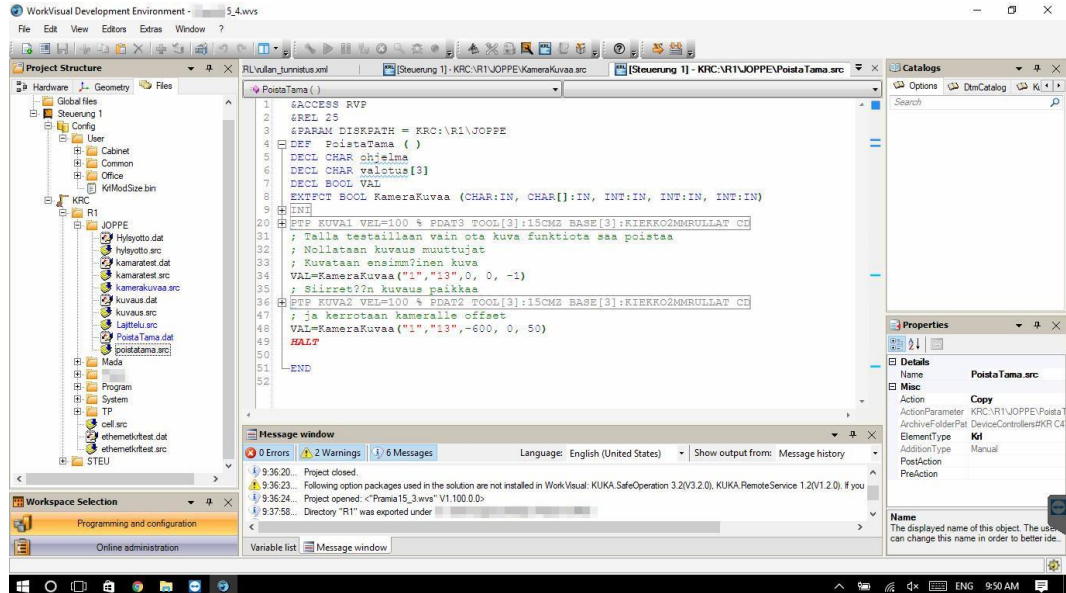 WorkVisual Development Environment - 5_4.wvs
File Edit View Editors Extras Window ?
Project Structure
Hardware Geometry Files
Global files
Steuerung 1
Config
User
Cabinet
Common
Office
KrlModSize.bin
KRC
R1
JOPPE
Hylsyotto.dat
hylsyotto.src
kamaratest.dat
kamaratest.src
kamerakuvaa.src
kuvaus.dat
kuvaus.src
Lajittelu.src
PoistaTama.dat
poistatama.src
Mada
Program
System
TP
cell.src
ethernetkrltest.dat
ethernetkrltest.src
STEU
Workspace Selection
Programming and configuration
Online administration
RL\rullan_tunnistus.xml
[Steuerung 1] - KRC:\R1\JOPPE\KameraKuvaa.src
[Steuerung 1] - KRC:\R1\JOPPE\PoistaTama.src
PoistaTama ( )
1 &ACCESS RVP
2 &REL 25
3 &PARAM DISKPATH = KRC:\R1\JOPPE
4 DEF PoistaTama ( )
5 DECL CHAR ohjelma
6 DECL CHAR valotus[3]
7 DECL BOOL VAL
8 EXTFCT BOOL KameraKuvaa (CHAR:IN, CHAR[]:IN, INT:IN, INT:IN, INT:IN)
9 INI
20 PTP KUVA1 VEL=100 % PDAT3 TOOL[3]:15CMZ BASE[3]:KIEKKO2MMRULLAT CD
31 ; Talla testaillaan vain ota kuva funktiota saa poistaa
32 ; Nollataan kuvaus muuttujat
33 ; Kuvataan ensimm?inen kuva
34 VAL=KameraKuvaa("1","13",0, 0, -1)
35 ; Siirret??n kuvaus paikkaa
36 PTP KUVA2 VEL=100 % PDAT2 TOOL[3]:15CMZ BASE[3]:KIEKKO2MMRULLAT CD
47 ; ja kerrotaan kameralle offset
48 VAL=KameraKuvaa("1","13",-600, 0, 50)
49 HALT
50
51 END
52
Message window
0 Errors 2 Warnings 6 Messages Language: English (United States) Show output from: Message history
9:36:20... Project closed.
9:36:23... Following option packages used in the solution are not installed in WorkVisual: KUKA.SafeOperation 3.2(V3.2.0), KUKA.RemoteService 1.2(V1.2.0). If you
9:36:24... Project opened: <"Pramia15_3.wvs" V1.100.0.0>
9:37:58... Directory "R1" was exported under
Variable list Message window
Catalogs
Options DtmCatalog
Search
Properties
Details
Name PoistaTama.src
Misc
Action Copy
ActionParameter KRC:\R1\JOPPE\PoistaT
ArchiveFolderPat DeviceControllers#KR C4
ElementType Krl
AdditionType Manual
PostAction
PreAction
Name
The displayed name of this object. The user can change this name in order to better ide...
ENG 9:50 AM